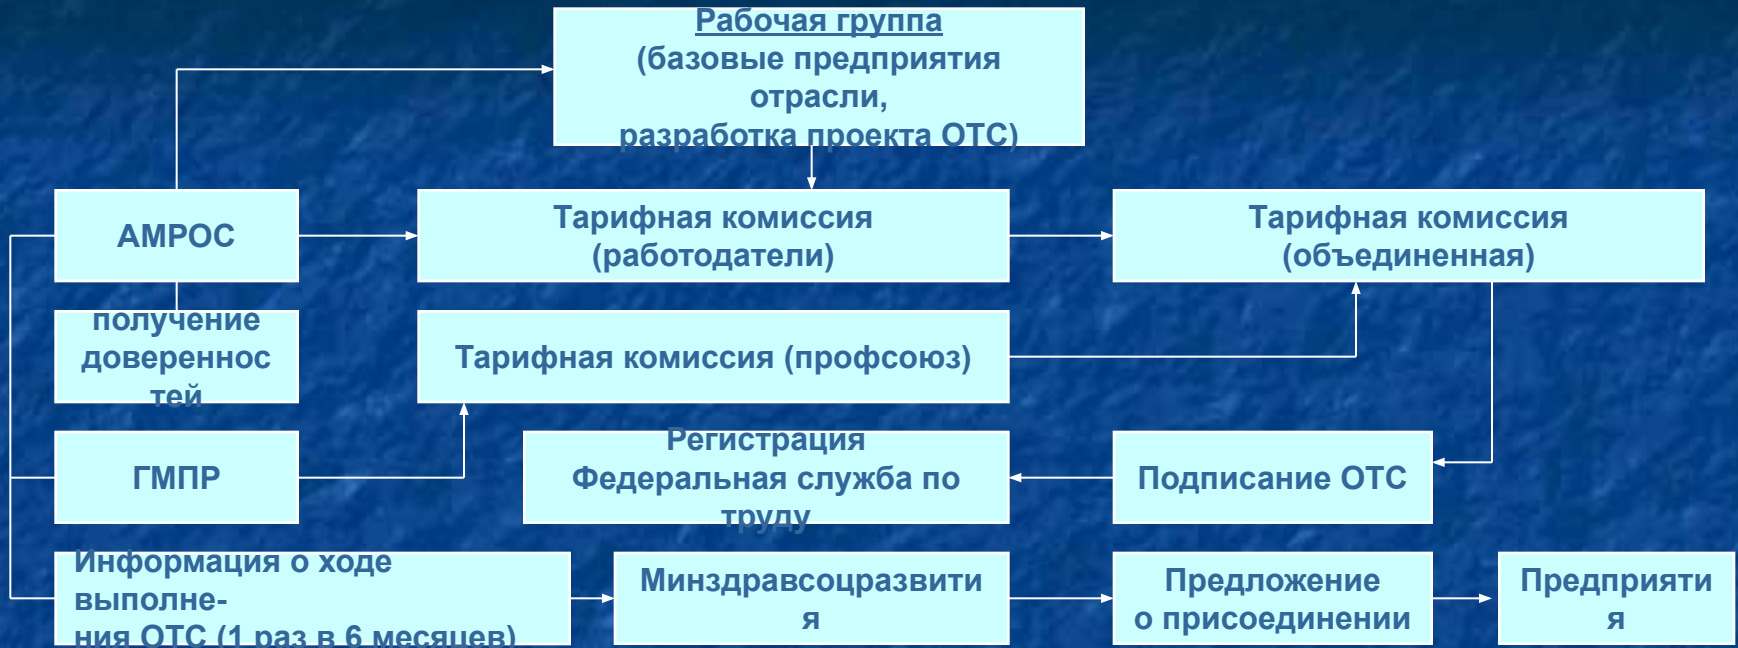 Рабочая группа
(базовые предприятия
отрасли,
разработка проекта ОТС)
АМРОС
Тарифная комиссия
(работодатели)
Тарифная комиссия
(объединенная)
получение
довереннос
тей
Тарифная комиссия (профсоюз)
ГМПР
Регистрация
Федеральная служба по
труду
Подписание ОТС
Информация о ходе
выполне-
ния ОТС (1 раз в 6 месяцев)
Минздравсоцразвити
я
Предложение
о присоединении
Предприяти
я